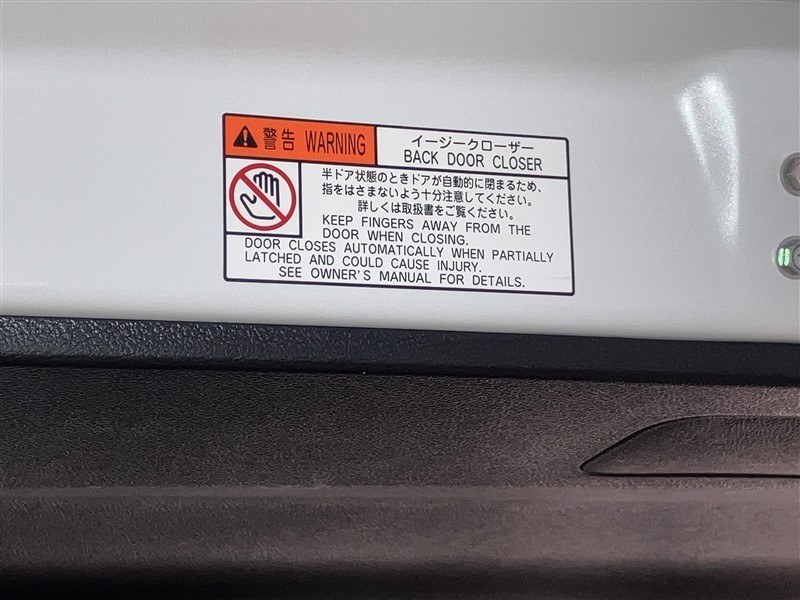 警告 WARNING
イージークローザー
BACK DOOR CLOSER
半ドア状態のときドアが自動的に閉まるため、
指をはさまないよう十分注意してください。
詳しくは取扱書をご覧ください。
KEEP FINGERS AWAY FROM THE
DOOR WHEN CLOSING.
DOOR CLOSES AUTOMATICALLY WHEN PARTIALLY
LATCHED AND COULD CAUSE INJURY.
SEE OWNER'S MANUAL FOR DETAILS.